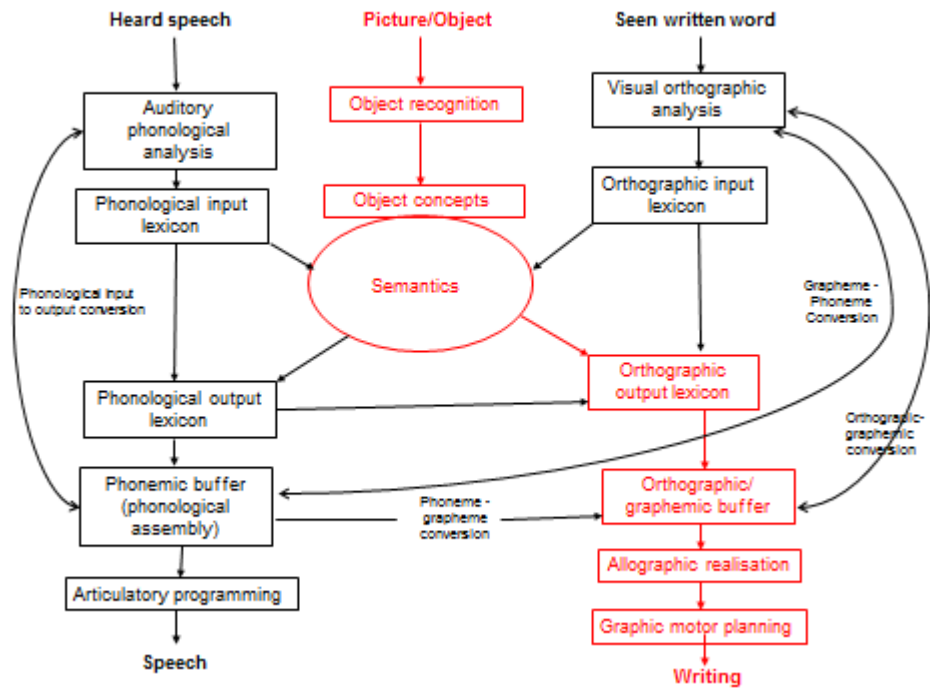 Heard speech
Picture/Object
Seen written word
Auditory
phonological
analysis
Object recognition
Visual orthographic
analysis
Phonological input
lexicon
Object concepts
Orthographic input
lexicon
Semantics
Phonological input
to output conversion
Grapheme -
Phoneme
Conversion
Phonological output
lexicon
Orthographic
output lexicon
Orthograpic-
graphemic
conversion
Phonemic buffer
(phonological
assembly)
Phoneme -
grapheme
conversion
Orthographic/
graphemic buffer
Articulatory programming
Allographic realisation
Graphic motor planning
Speech
Writing